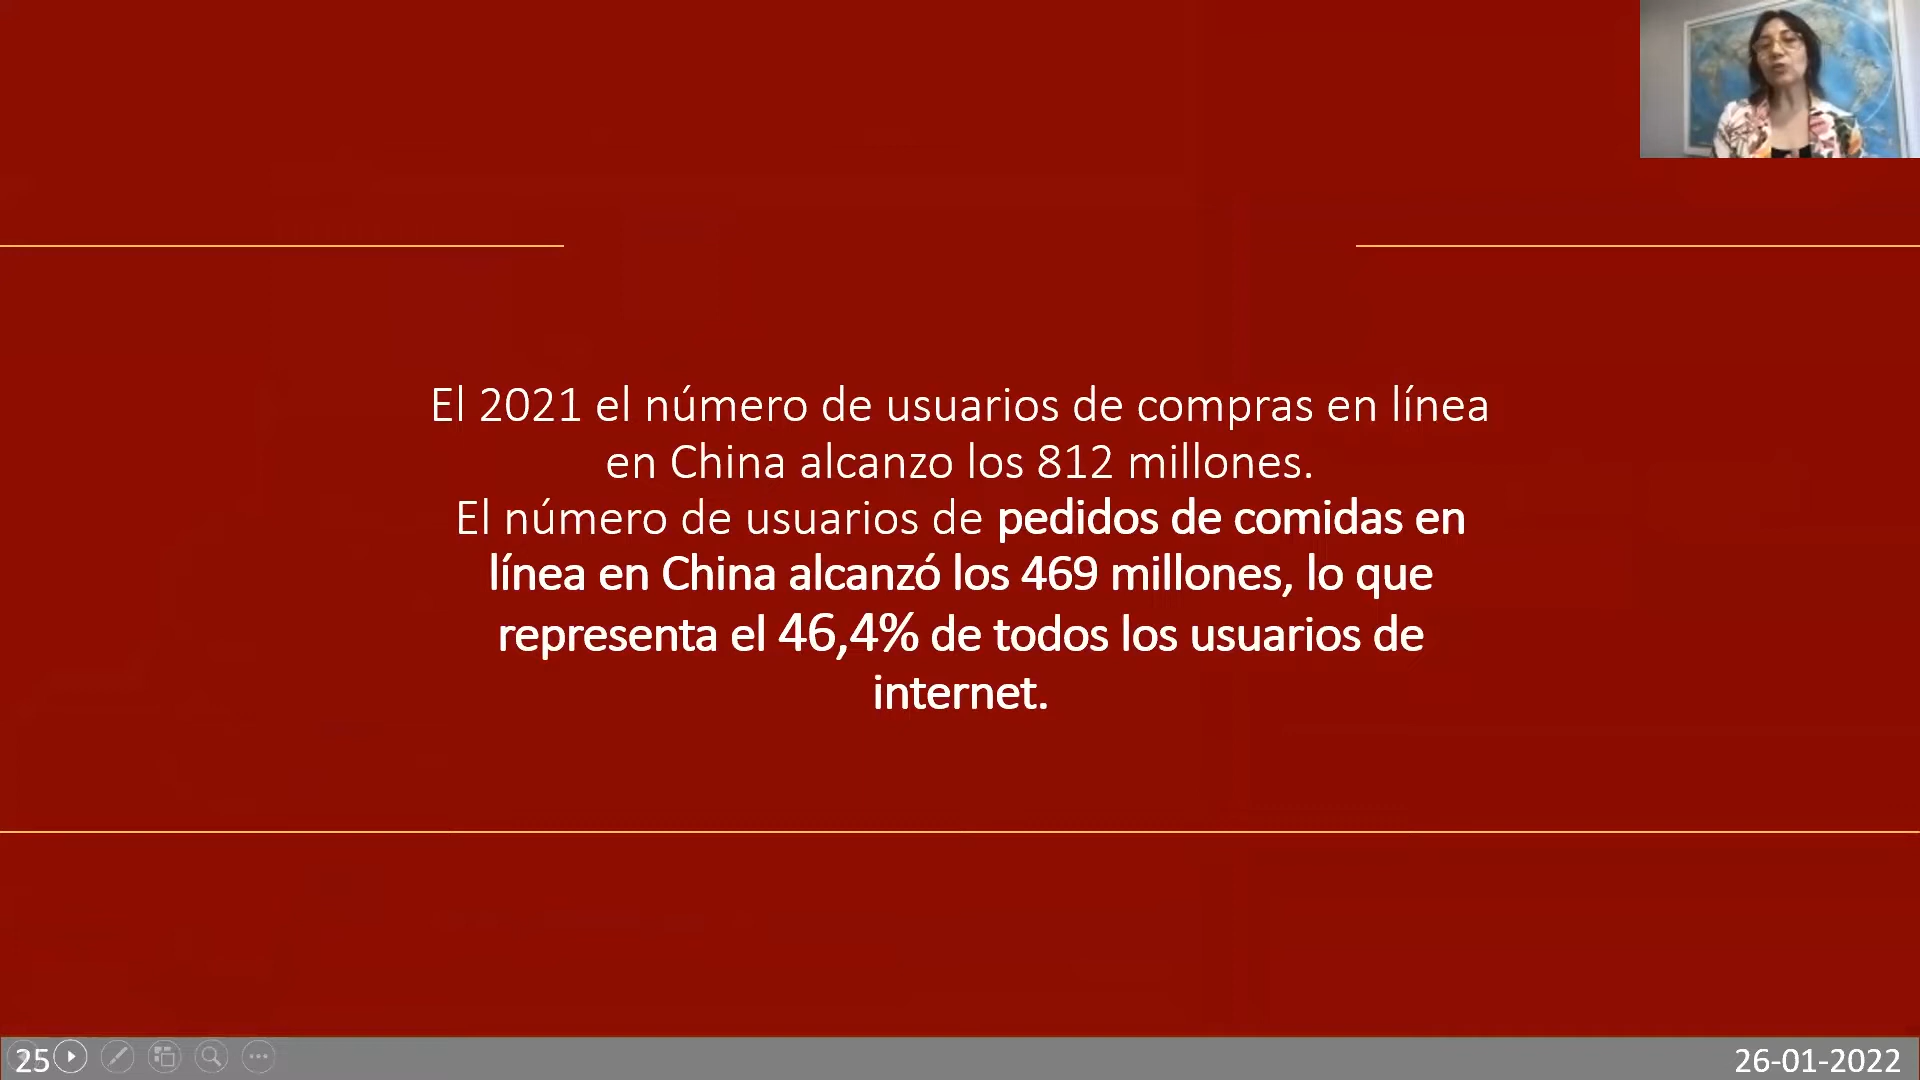 El 2021 el número de usuarios de compras en línea
en China alcanzo los 812 millones.
El número de usuarios de pedidos de comidas en
línea en China alcanzó los 469 millones, lo que
representa el 46,4% de todos los usuarios de
internet.
25
26-01-2022